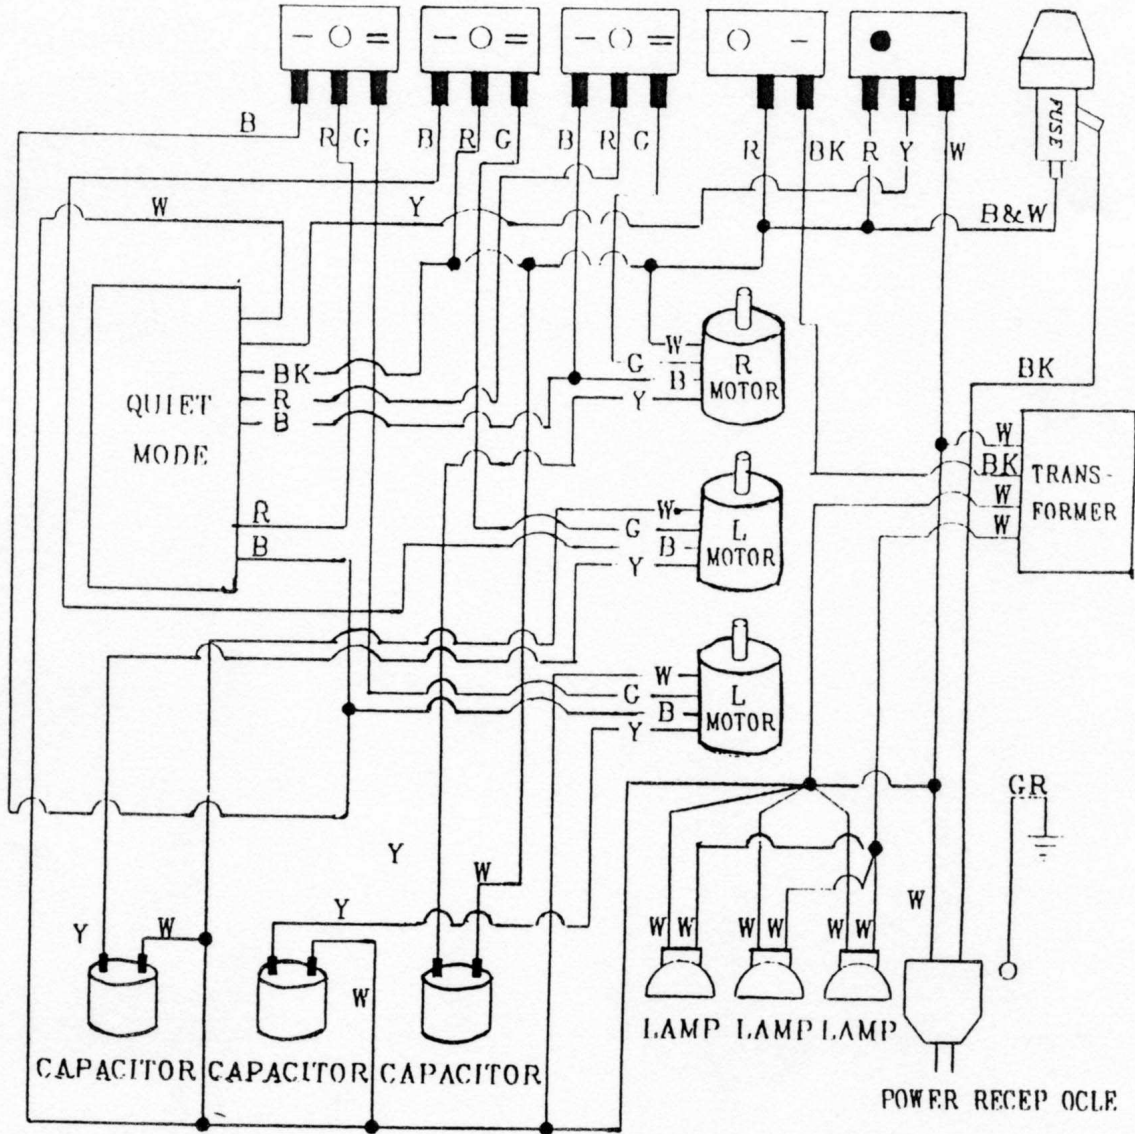 B R G B R G B R G R BK R Y W FUSE
W Y B&W
BK
R
B
QUIET
MODE
R
B
W
G
B
Y
R
MOTOR
W
G
B
Y
L
MOTOR
W
G
B
Y
L
MOTOR
BK
W
BK
W
W
TRANS-
FORMER
GR
Y W
Y
W
Y W
W W W W W W
W
CAPACITOR CAPACITOR CAPACITOR
LAMP LAMP LAMP
POWER RECEP OCLE